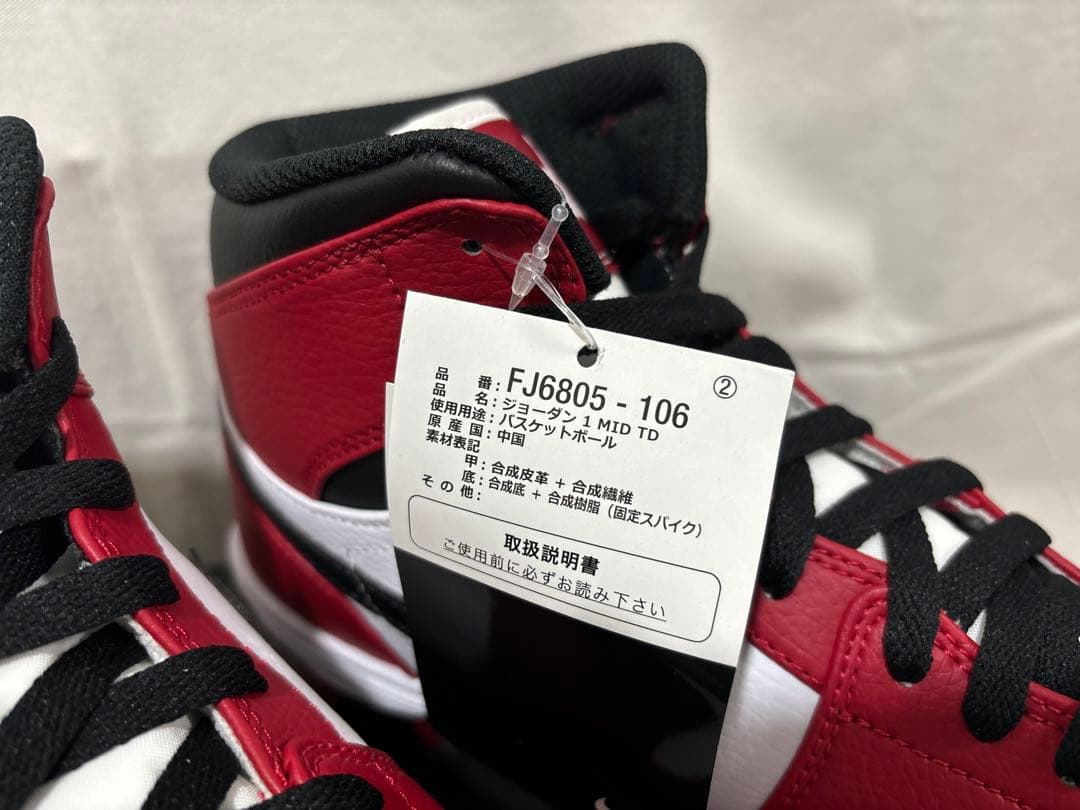 ②
品番：FJ6805 - 106
品名：ジョーダン 1 MID TD
使用用途：バスケットボール
原産国：中国
素材表記
甲：合成皮革 + 合成繊維
底：合成底 + 合成樹脂（固定スパイク）
その他：
取扱説明書
ご使用前に必ずお読み下さい